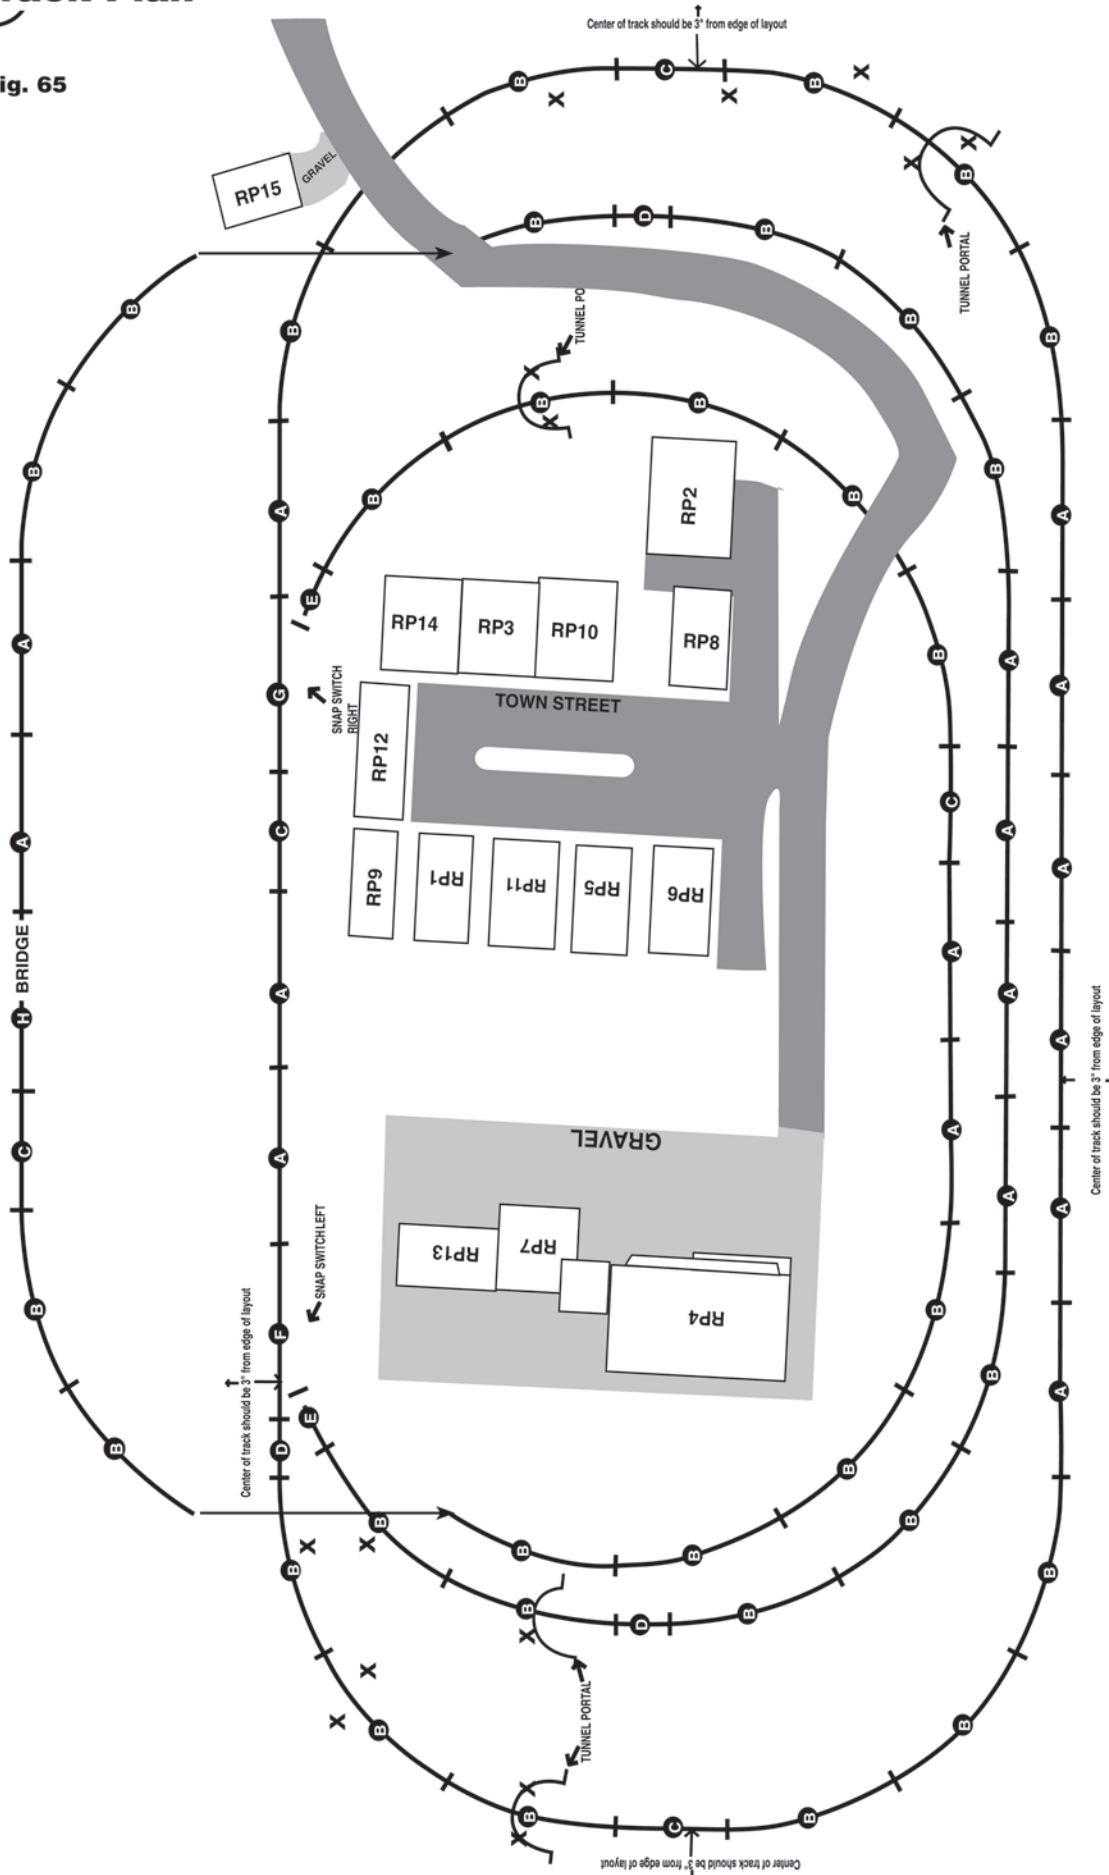 ig. 65
Center of track should be 3" from edge of layout
B
C
B
X
X
X
RP15
GRAVEL
B
D
B
X
X
B
TUNNEL PORTAL
B
B
B
B
TUNNEL PO
X
B
X
B
B
B
B
B
B
RP2
A
A
E
RP14
RP3
RP10
RP8
A
B
A
A
G
SNAP SWITCH
RIGHT
TOWN STREET
RP12
C
C
A
A
A
RP9
RP1
RP11
RP5
RP6
BRIDGE
H
A
A
A
A
Center of track should be 3" from edge of layout
C
A
GRAVEL
A
A
A
SNAP SWITCH LEFT
RP13
RP7
RP4
B
F
B
B
A
Center of track should be 3" from edge of layout
E
B
D
B
X
X
B
B
B
B
B
B
B
X
B
D
B
X
X
B
TUNNEL PORTAL
B
X
B
X
C
B
Center of track should be 3" from edge of layout